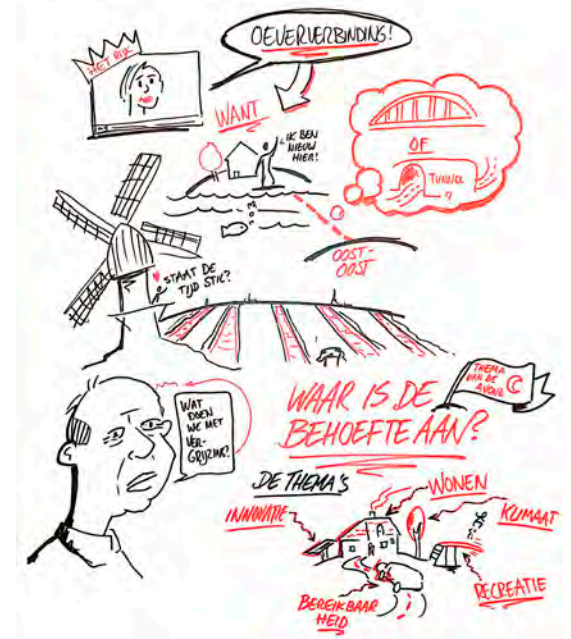 HET RIJK
OEVERVERBINDING!
WANT
IK BEN
NIEUW
HIER!
OF
TUNNEL
?
OOST-
OOST
STAAT DE
TIJD STIL?
WAT
DOEN
WE MET
VER-
GRIJZING?
WAAR IS DE
BEHOEFTE AAN?
THEMA
VAN DE
AVOND
DE THEMA'S
WONEN
INNOVATIE
KLIMAAT
RECREATIE
BEREIKBAAR
HEID